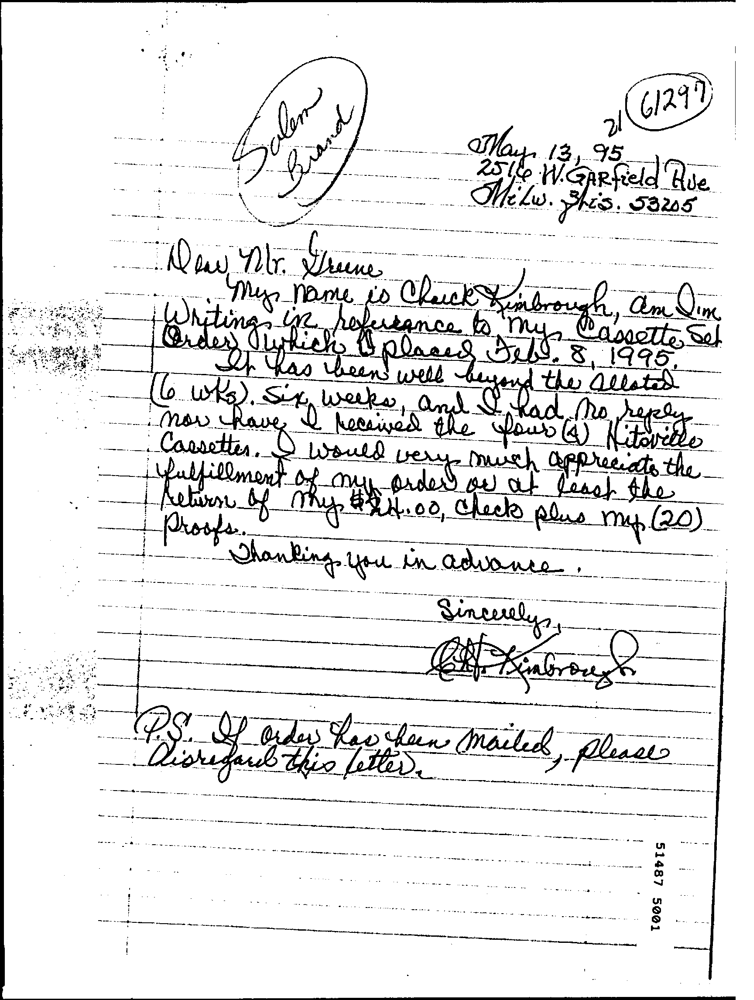 Salem
Brand
21
61297
May 13, 95
2516 W. Garfield Ave
Milw. Wis. 53205
Dear Mr. Greene
My name is Chuck Kimbrough, am I'm
Writing in referance to my Cassette Set
Order which I placed Feb. 8, 1995.
It has been well beyond the allotted
(6 wks). Six weeks, and I had no reply
nor have I received the four (4) Hitsville
Cassettes. I would very much appreciate the
fulfillment of my order or at least the
return of my $24.00, check plus my (20)
Proofs.
Thanking you in advance.
Sincerely,
C.H. Kimbrough
P.S. If order has been mailed, please
disregard this letter.
51487 5001